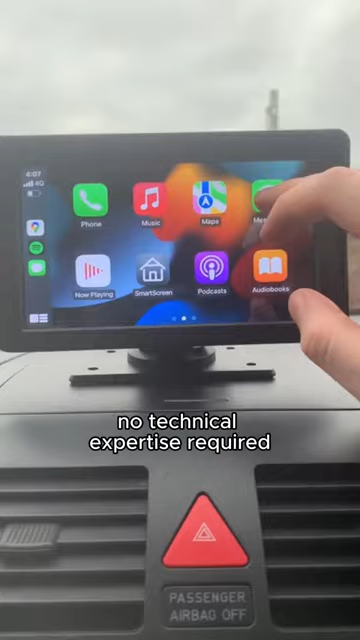 4:07
4G
Phone
Music
Maps
Now Playing
SmartScreen
Podcasts
Audiobooks
no technical
expertise required
PASSENGER
AIRBAG OFF